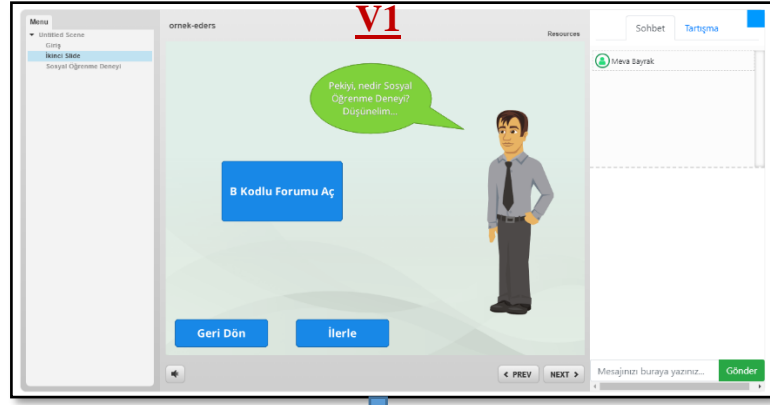 V1
Menu
Untitled Scene
Giriş
İkinci Slide
Sosyal Öğrenme Deneyi
ornek-eders
Resources
Pekiyi, nedir Sosyal
Öğrenme Deneyi?
Düşünelim...
B Kodlu Forumu Aç
Geri Dön
İlerle
< PREV
NEXT >
Sohbet
Tartışma
Meva Bayrak
Mesajınızı buraya yazınız...
Gönder